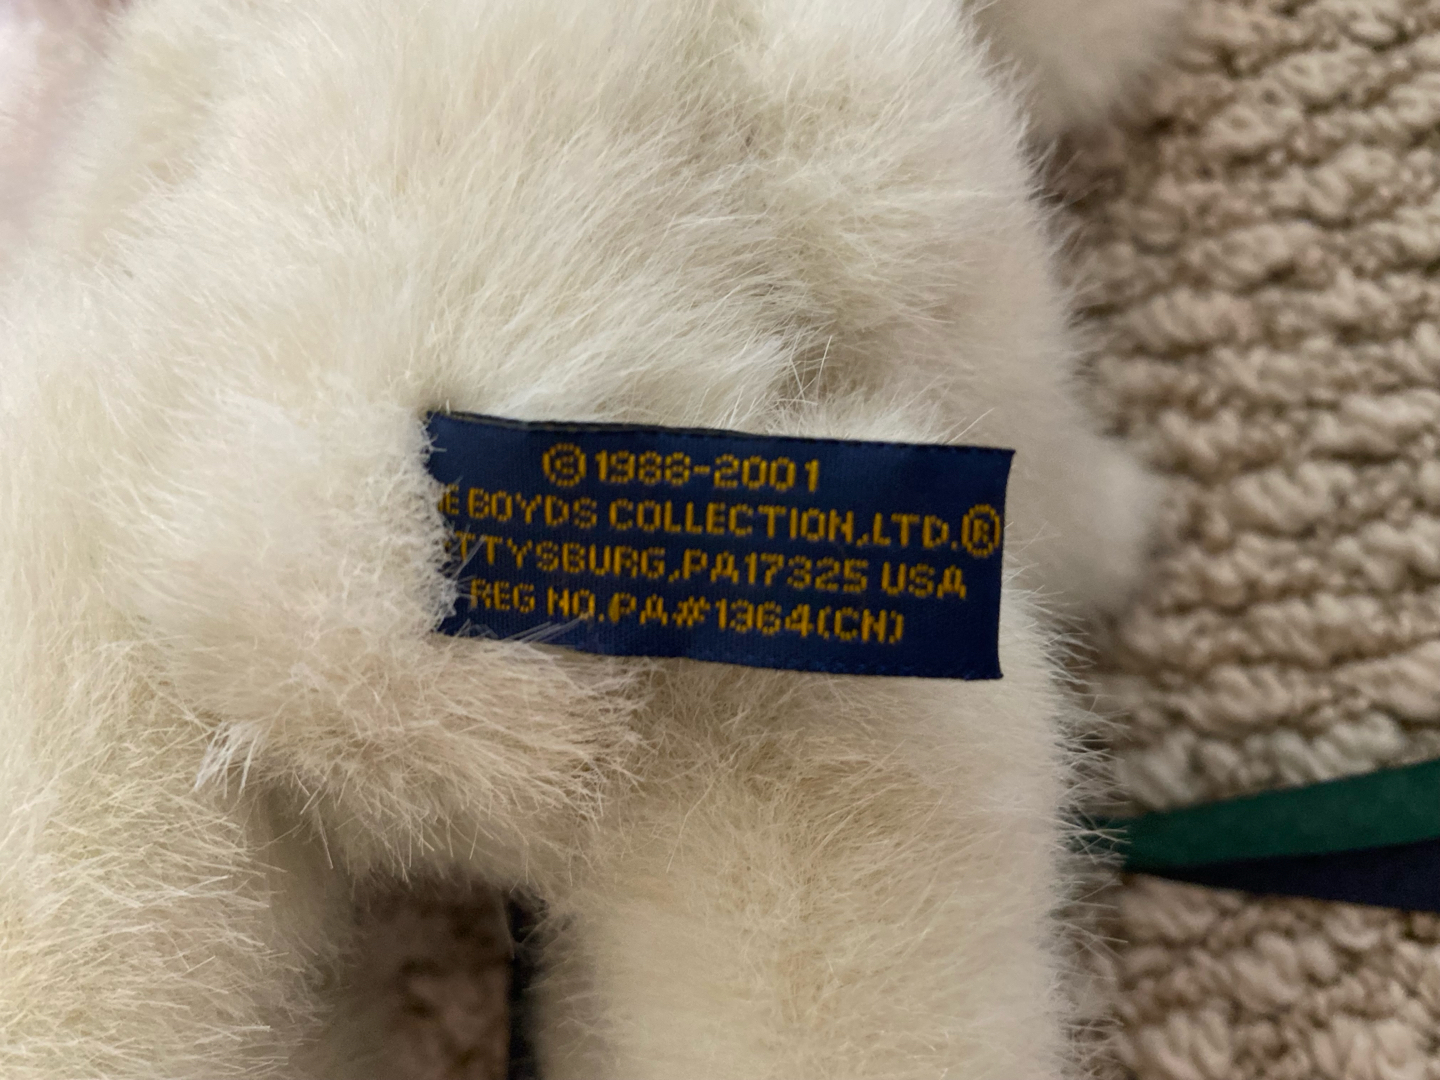 ©1988-2001
E BOYDS COLLECTION,LTD.®
TTYSBURG,PA17325 USA
REG NO.PA#1364(CN)